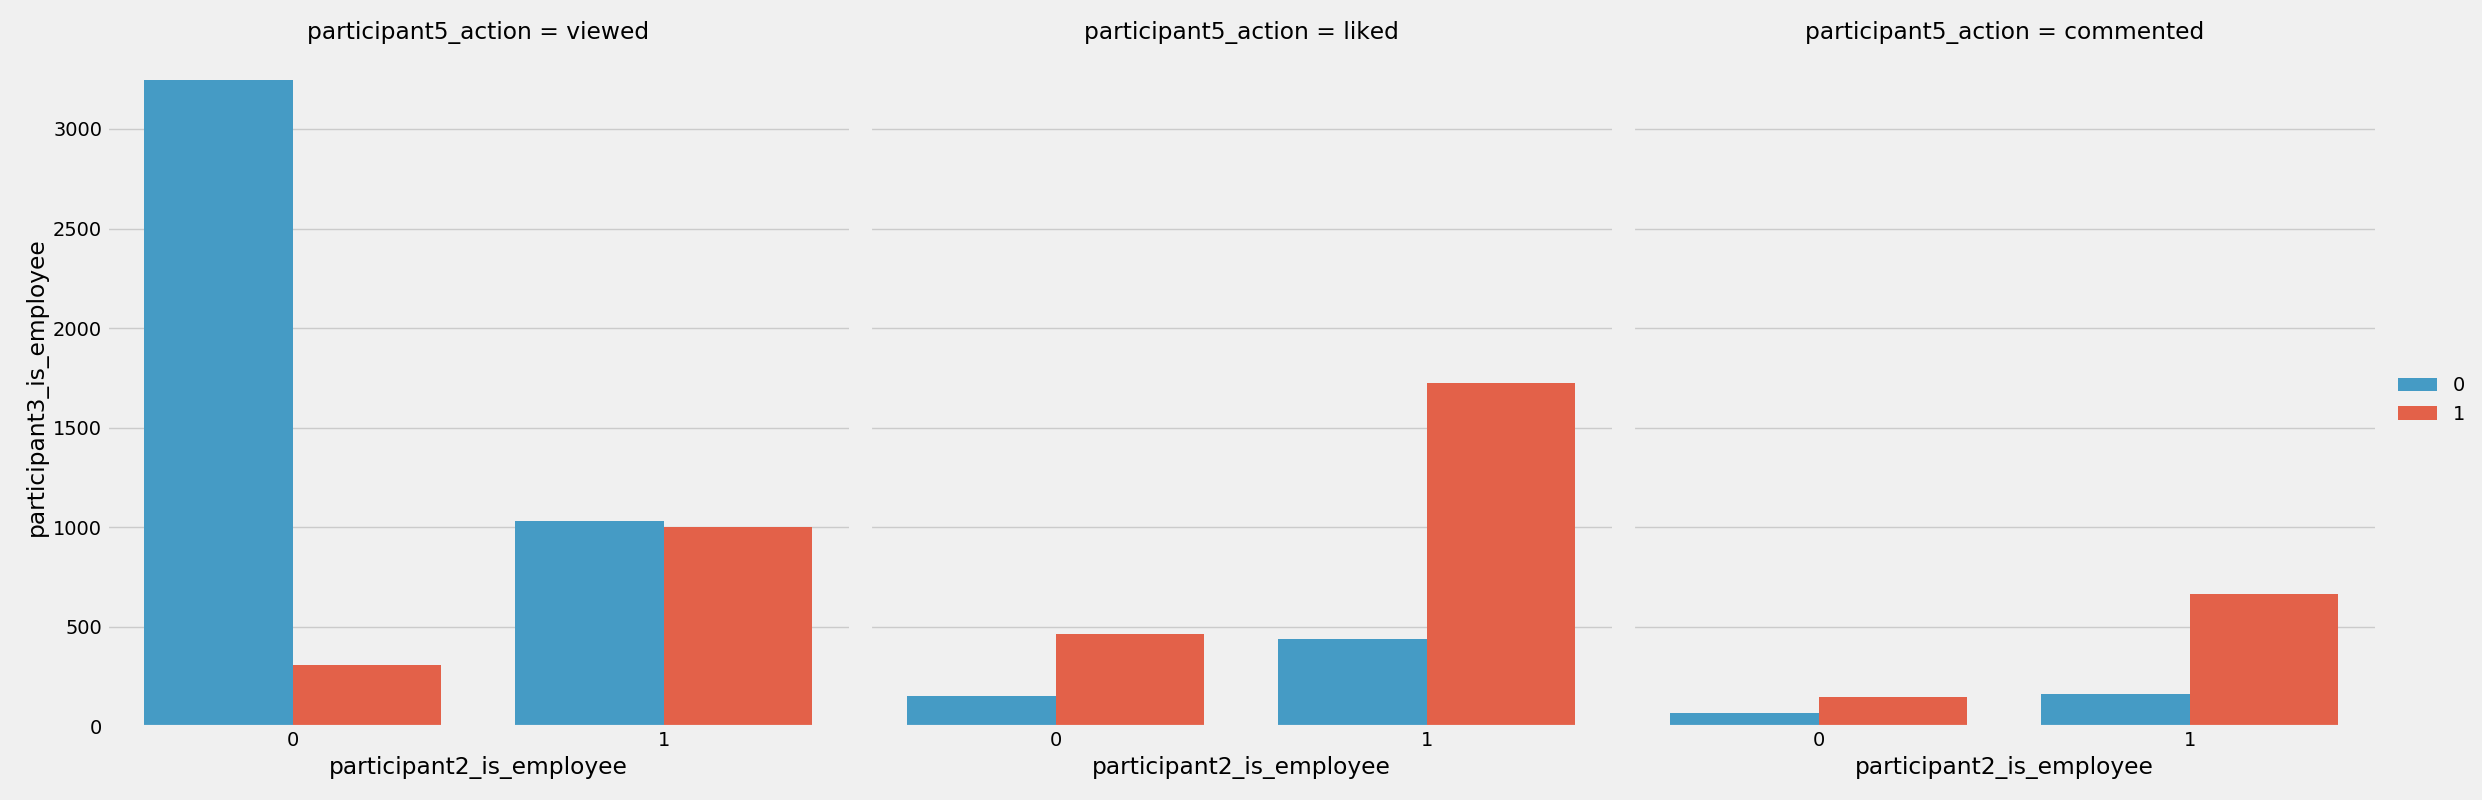 participant5_action = viewed
participant5_action = liked
participant5_action = commented
participant3_is_employee
3000
2500
2000
1500
1000
500
0
0
1
0
1
0
1
participant2_is_employee
participant2_is_employee
participant2_is_employee
0
1